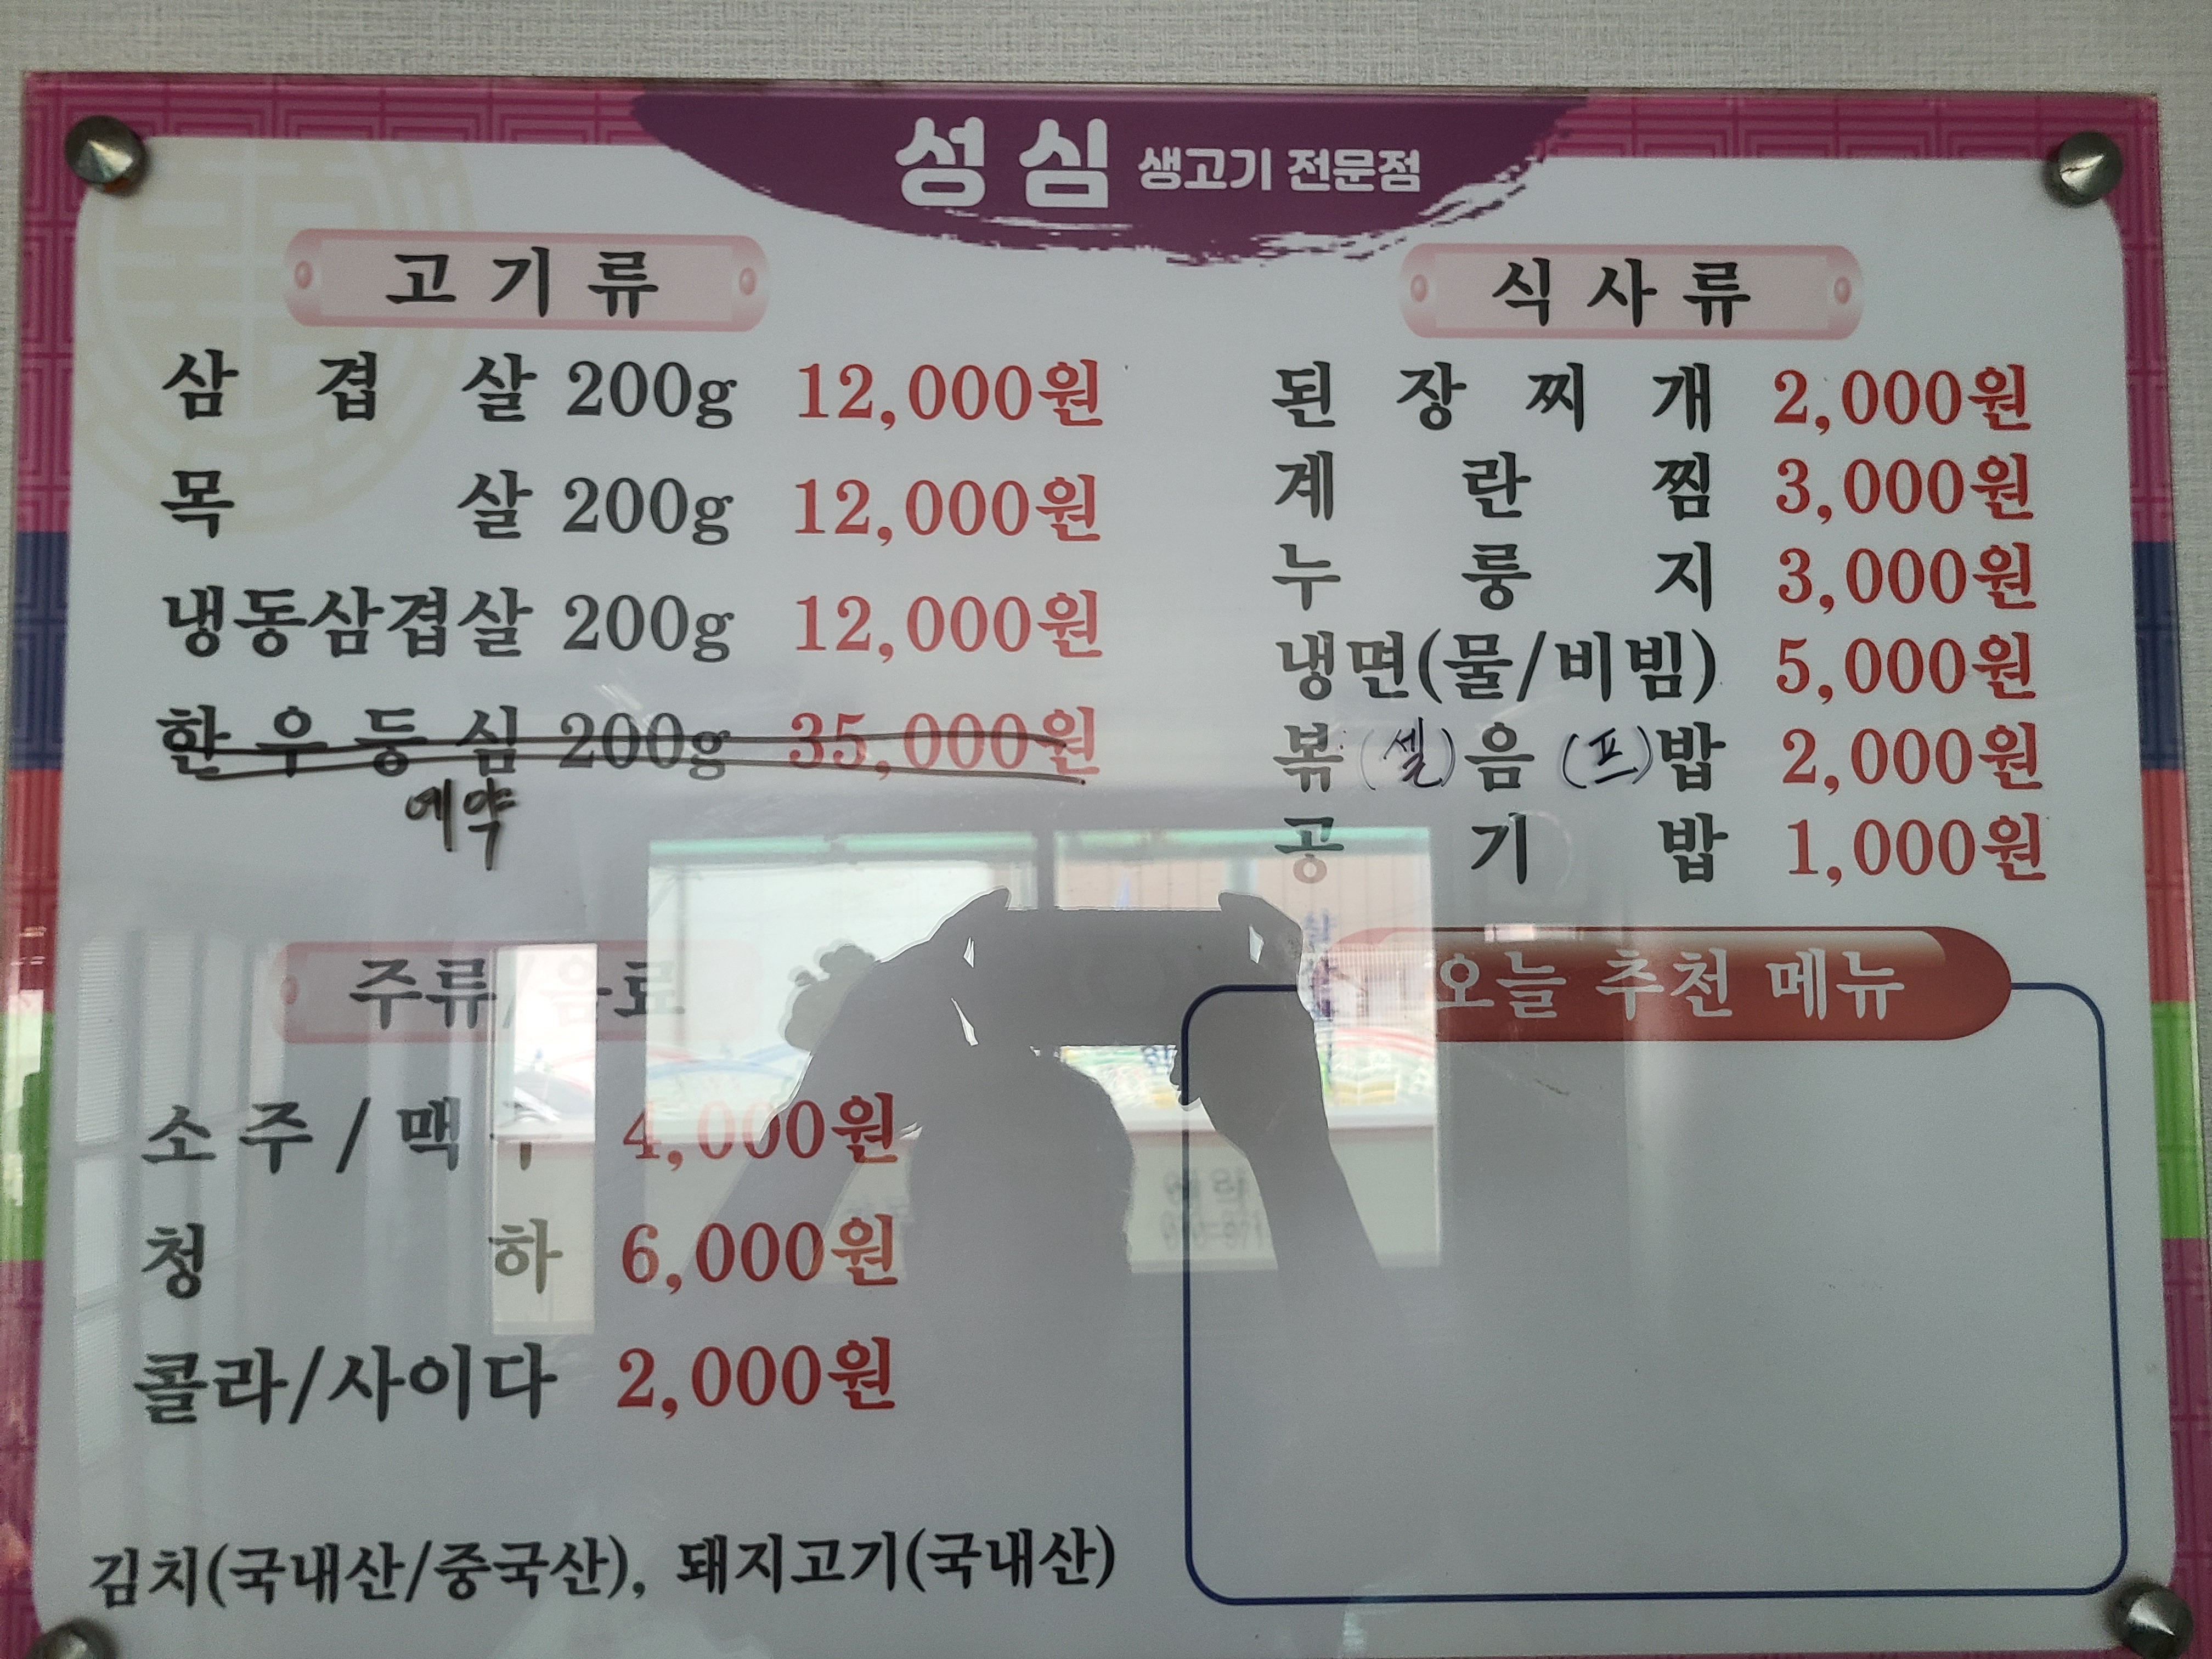 성심 생고기 전문점
고기류
삼겹살 200g 12,000원
목살 200g 12,000원
냉동삼겹살 200g 12,000원
한우등심 200g 35,000원
예약
식사류
된장찌개 2,000원
계란찜 3,000원
누룽지 3,000원
냉면(물/비빔) 5,000원
볶(셀)음(프)밥 2,000원
공기밥 1,000원
주류/음료
소주/맥주 4,000원
청하 6,000원
콜라/사이다 2,000원
오늘 추천 메뉴
김치(국내산/중국산), 돼지고기(국내산)